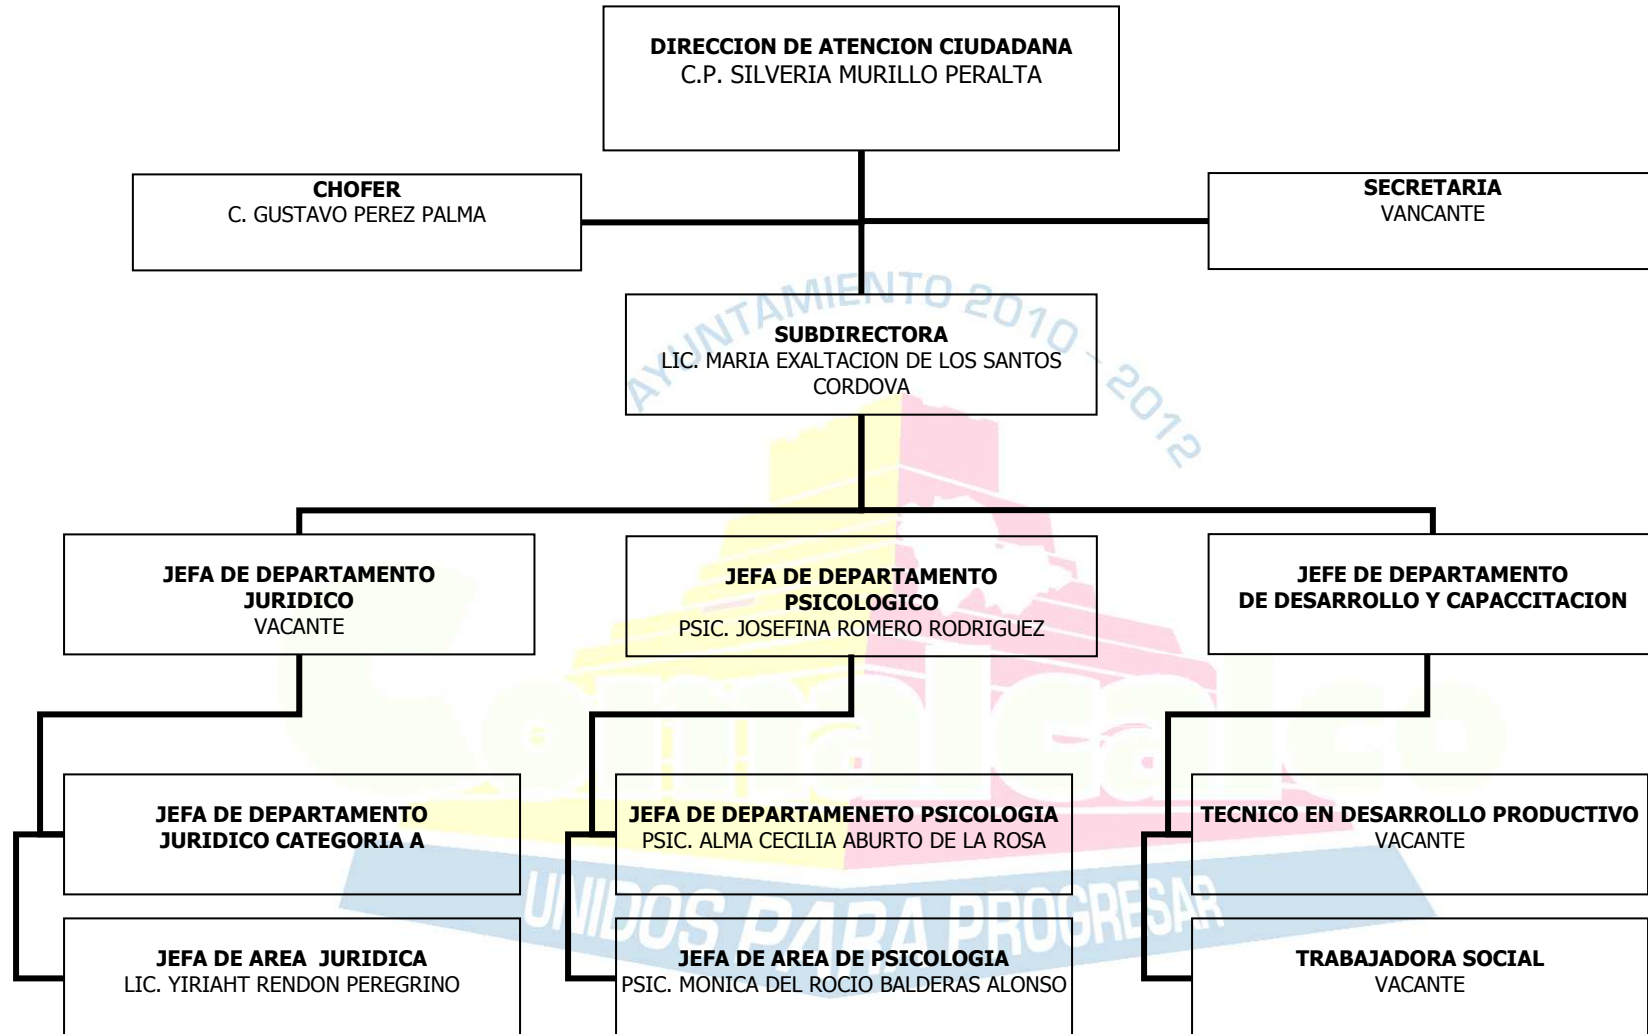 DIRECCION DE ATENCION CIUDADANA
C.P. SILVERIA MURILLO PERALTA
CHOFER
C. GUSTAVO PEREZ PALMA
SECRETARIA
VANCANTE
AYUNTAMIENTO 2010 - 2012
SUBDIRECTORA
LIC. MARIA EXALTACION DE LOS SANTOS
CORDOVA
JEFA DE DEPARTAMENTO
JURIDICO
VACANTE
JEFA DE DEPARTAMENTO
PSICOLOGICO
PSIC. JOSEFINA ROMERO RODRIGUEZ
JEFE DE DEPARTAMENTO
DE DESARROLLO Y CAPACCITACION
Comalcalco
JEFA DE DEPARTAMENTO
JURIDICO CATEGORIA A
JEFA DE DEPARTAMENETO PSICOLOGIA
PSIC. ALMA CECILIA ABURTO DE LA ROSA
TECNICO EN DESARROLLO PRODUCTIVO
VACANTE
UNIDOS PARA PROGRESAR
JEFA DE AREA  JURIDICA
LIC. YIRIAHT RENDON PEREGRINO
JEFA DE AREA DE PSICOLOGIA
PSIC. MONICA DEL ROCIO BALDERAS ALONSO
TRABAJADORA SOCIAL
VACANTE